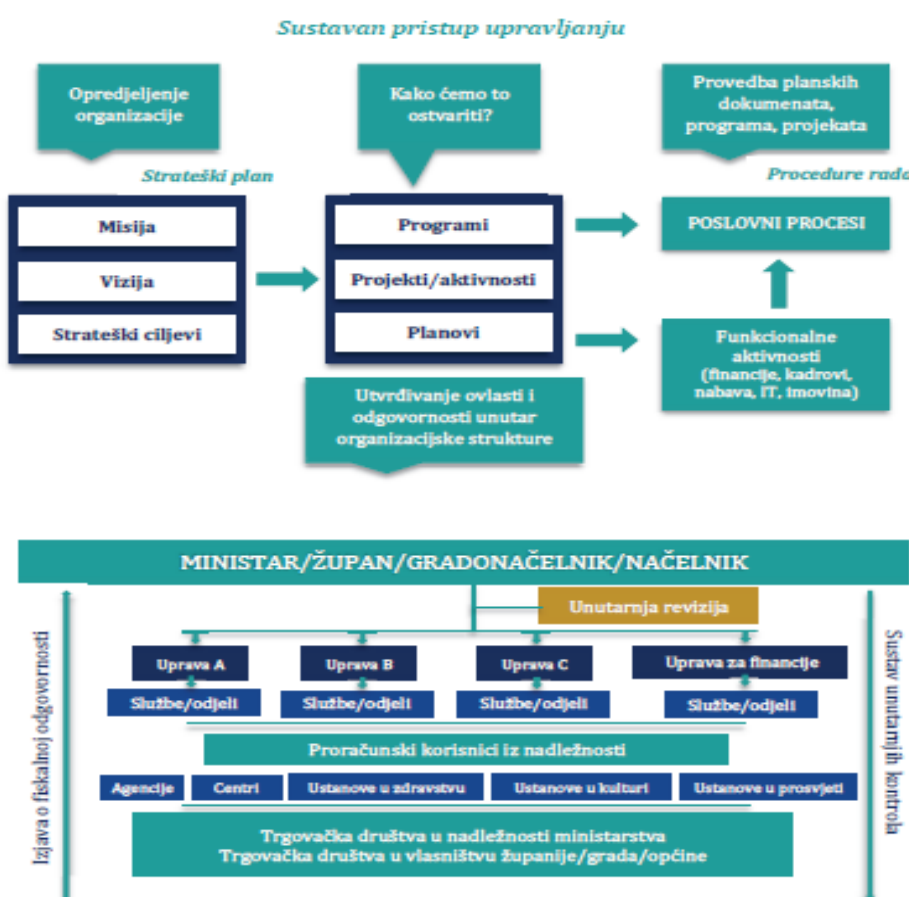 Sustavan pristup upravljanju
Opredjeljenje
organizacije
Kako ćemo to
ostvariti?
Provedba planskih
dokumenata,
programa, projekata
Strateški plan
Procedure rada
Misija
Vizija
Strateški ciljevi
Programi
Projekti/aktivnosti
Planovi
POSLOVNI PROCESI
Funkcionalne
aktivnosti
(financije, kadrovi,
nabava, IT, imovina)
Utvrđivanje ovlasti i
odgovornosti unutar
organizacijske strukture
MINISTAR/ŽUPAN/GRADONAČELNIK/NAČELNIK
Unutarnja revizija
Uprava A
Uprava B
Uprava C
Uprava za financije
Službe/odjeli
Službe/odjeli
Službe/odjeli
Službe/odjeli
Proračunski korisnici iz nadležnosti
Agencije
Centri
Ustanove u zdravstvu
Ustanove u kulturi
Ustanove u prosvjeti
Trgovačka društva u nadležnosti ministarstva
Trgovačka društva u vlasništvu županije/grada/općine
Izjava o fiskalnoj odgovornosti
Sustav unutarnjih kontrola